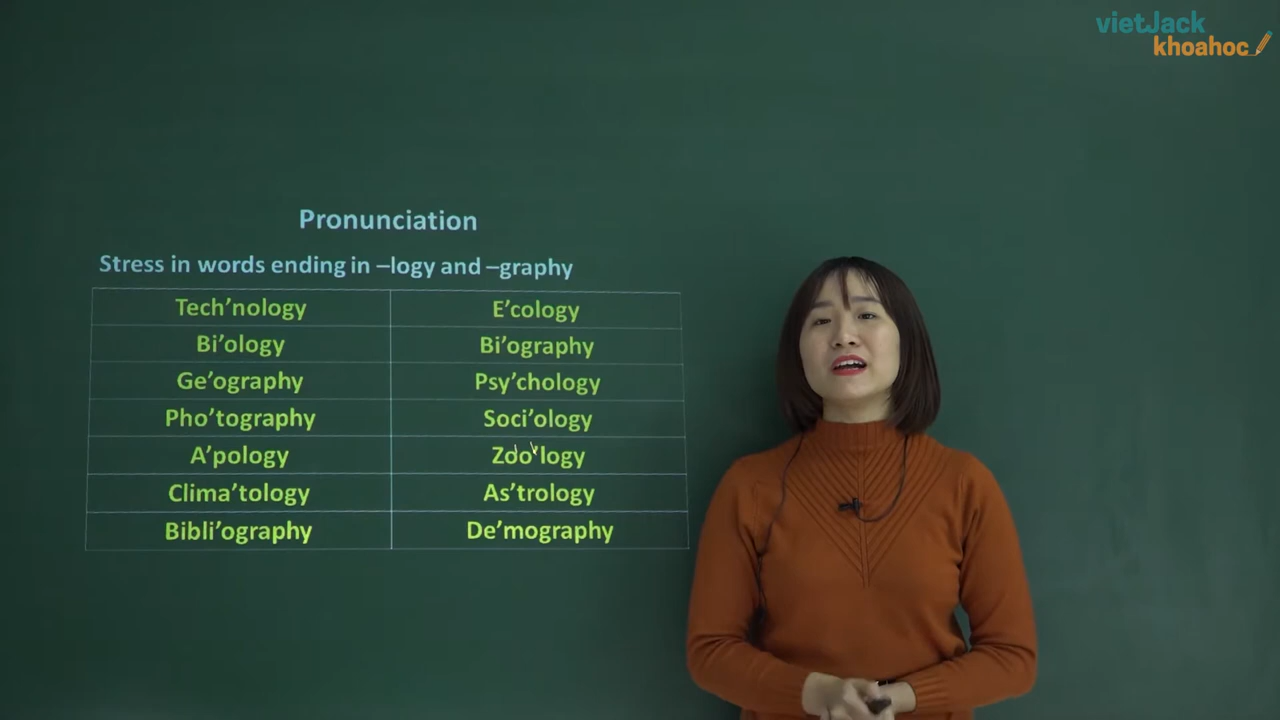 vietJack
khoahoc
Pronunciation
Stress in words ending in –logy and –graphy
Tech’nology E’cology
Bi’ology Bi’ography
Ge’ography Psy’chology
Pho’tography Soci’ology
A’pology Zoo’logy
Clima’tology As’trology
Bibli’ography De’mography